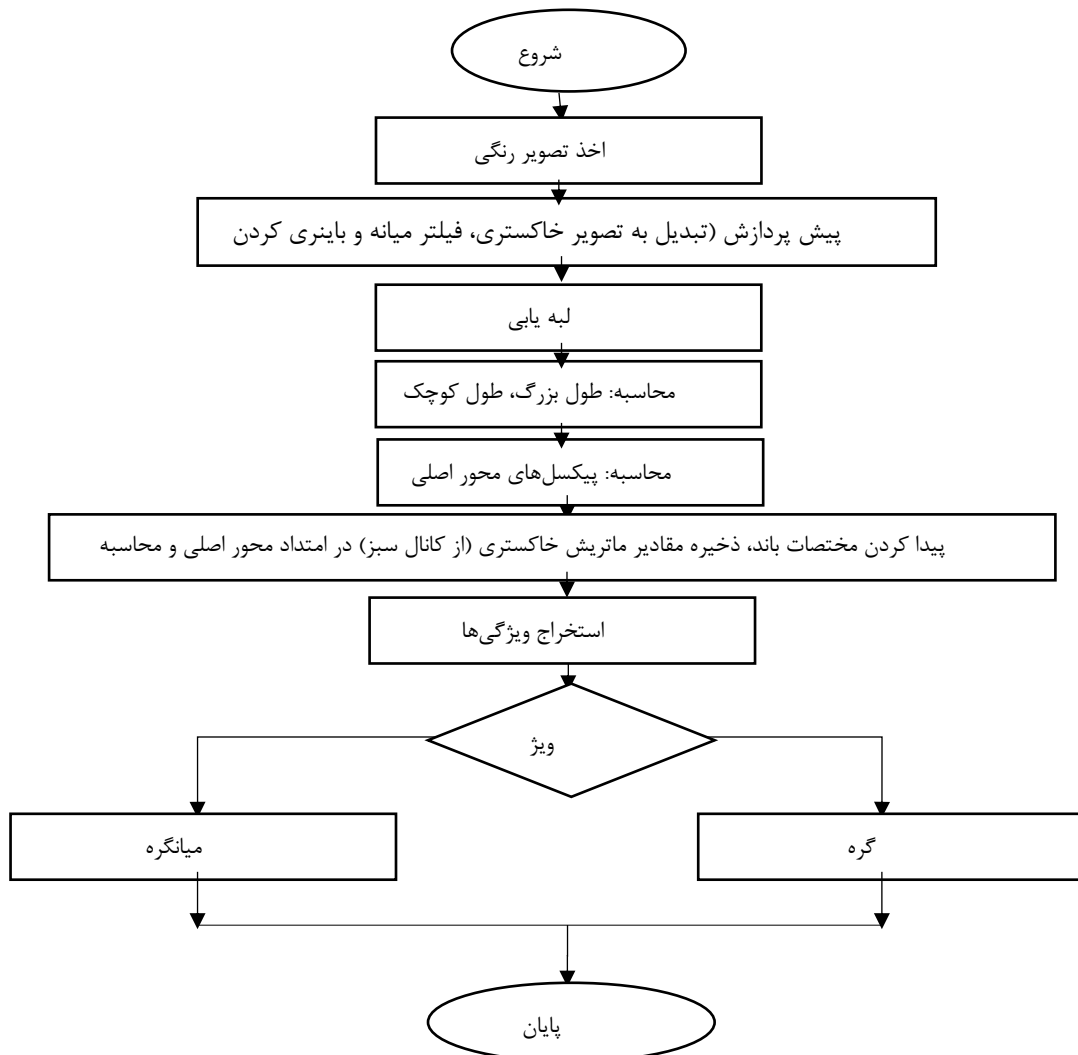 شروع
اخذ تصویر رنگی
پیش پردازش (تبدیل به تصویر خاکستری، فیلتر میانه و باینری کردن
لبه یابی
محاسبه: طول بزرگ، طول کوچک
محاسبه: پیکسل‌های محور اصلی
پیدا کردن مختصات باند، ذخیره مقادیر ماتریش خاکستری (از کانال سبز) در امتداد محور اصلی و محاسبه
استخراج ویژگی‌ها
ویژ
گره
میانگره
پایان